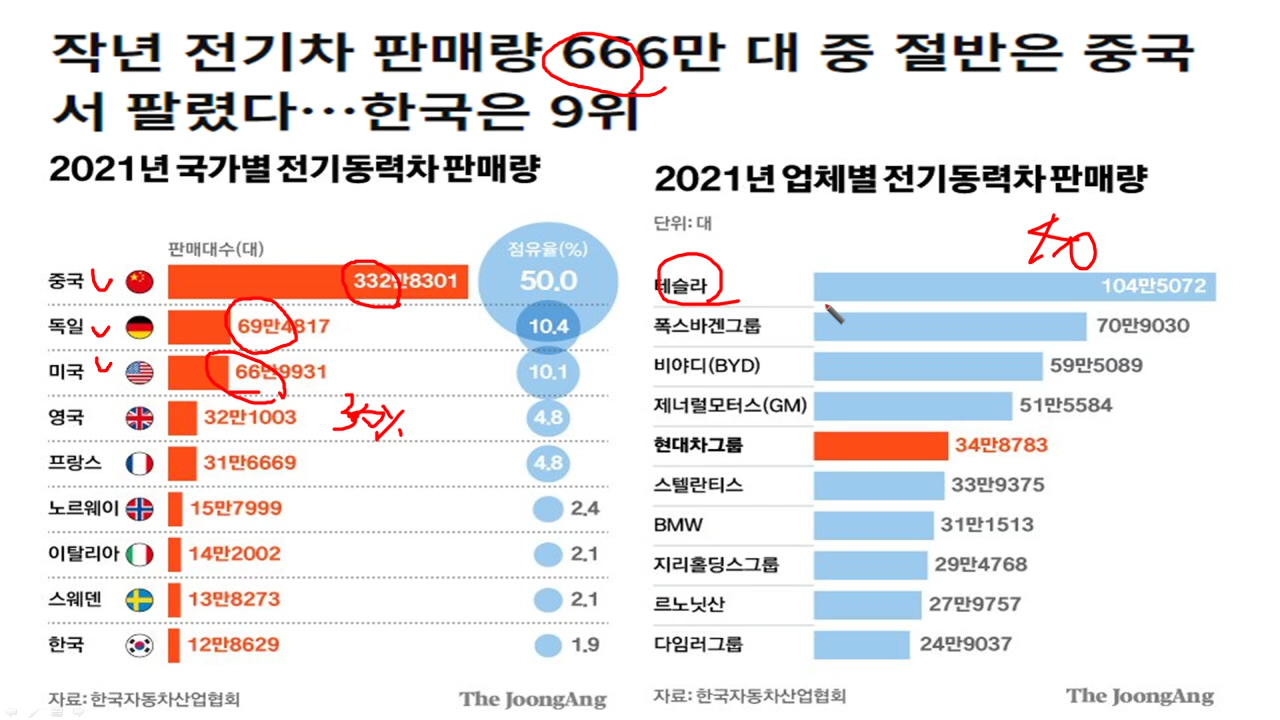 작년 전기차 판매량 666만 대 중 절반은 중국
서 팔렸다…한국은 9위
2021년 국가별 전기동력차 판매량
판매대수(대) 점유율(%)
중국 332만8301 50.0
독일 69만4817 10.4
미국 66만9931 10.1
영국 32만1003 4.8
30%
프랑스 31만6669 4.8
노르웨이 15만7999 2.4
이탈리아 14만2002 2.1
스웨덴 13만8273 2.1
한국 12만8629 1.9
자료: 한국자동차산업협회 The JoongAng
2021년 업체별 전기동력차 판매량
단위: 대
테슬라 104만5072
폭스바겐그룹 70만9030
비야디(BYD) 59만5089
제너럴모터스(GM) 51만5584
현대차그룹 34만8783
스텔란티스 33만9375
BMW 31만1513
지리홀딩스그룹 29만4768
르노닛산 27만9757
다임러그룹 24만9037
자료: 한국자동차산업협회 The JoongAng